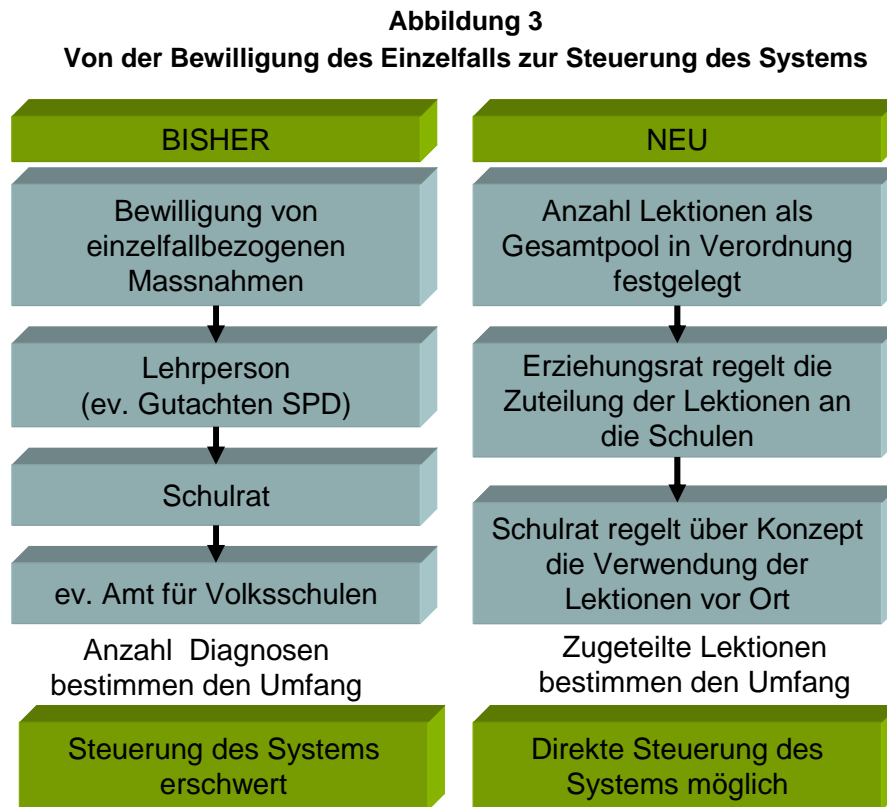 Abbildung 3
Von der Bewilligung des Einzelfalls zur Steuerung des Systems
BISHER
Bewilligung von
einzelfallbezogenen
Massnahmen
Lehrperson
(ev. Gutachten SPD)
Schulrat
ev. Amt für Volksschulen
Anzahl Diagnosen
bestimmen den Umfang
Steuerung des Systems
erschwert
NEU
Anzahl Lektionen als
Gesamtpool in Verordnung
festgelegt
Erziehungsrat regelt die
Zuteilung der Lektionen an
die Schulen
Schulrat regelt über Konzept
die Verwendung der
Lektionen vor Ort
Zugeteilte Lektionen
bestimmen den Umfang
Direkte Steuerung des
Systems möglich